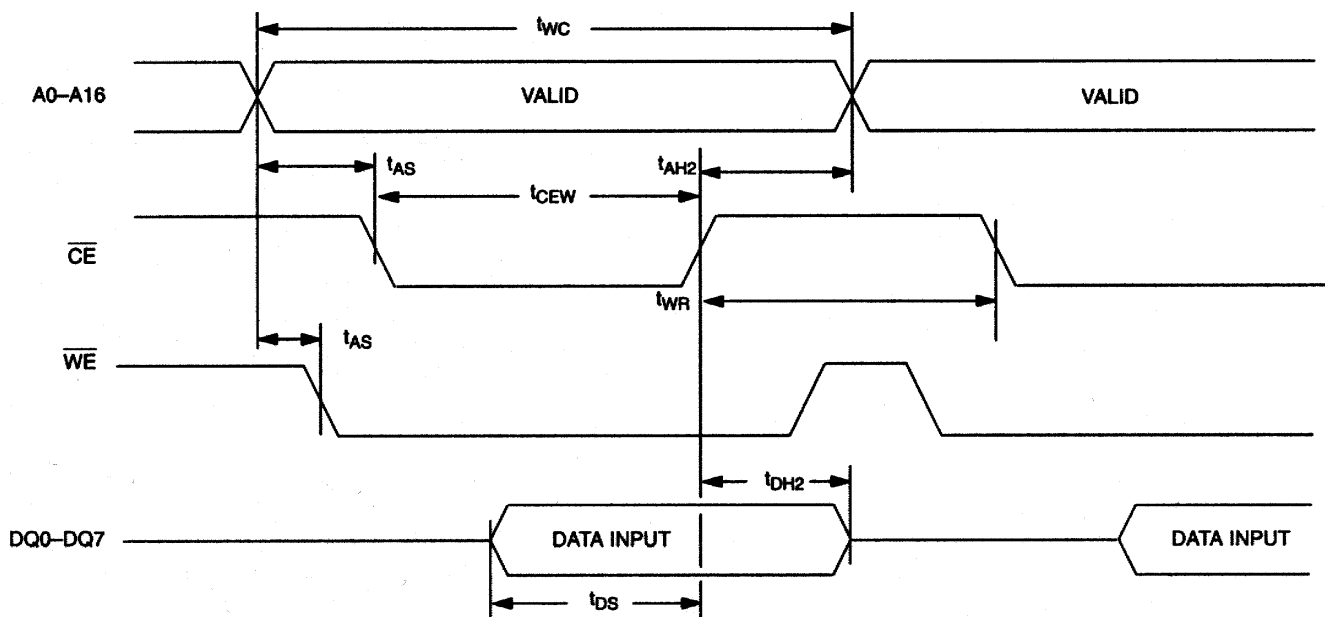 tWC
A0–A16 VALID VALID
tAS tAH2
tCEW
CE
tWR
tAS
WE
tDH2
DQ0–DQ7 DATA INPUT DATA INPUT
tDS